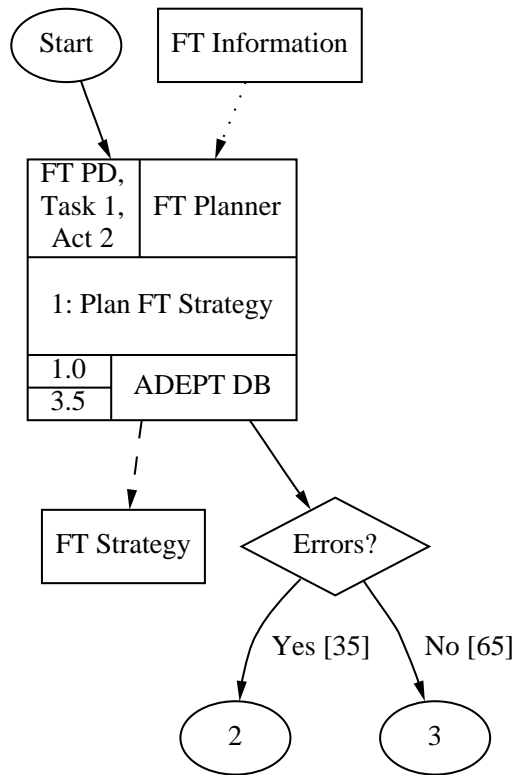 Start
FT Information
FT PD,
Task 1,
Act 2
FT Planner
1: Plan FT Strategy
1.0
3.5
ADEPT DB
FT Strategy
Errors?
Yes [35]
No [65]
2
3